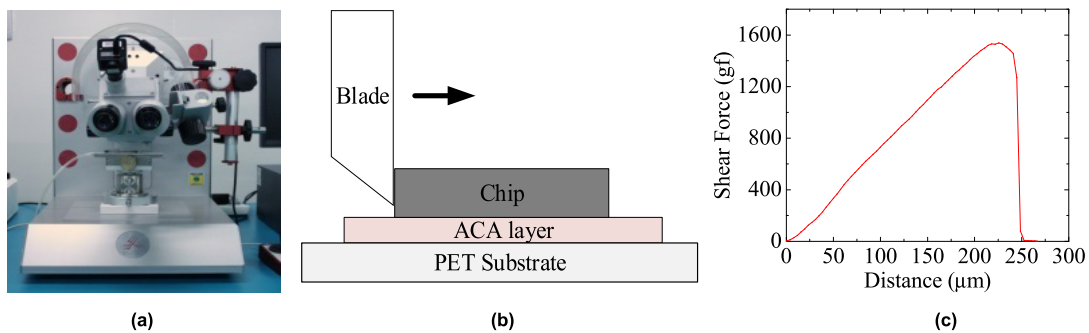 Blade
Chip
ACA layer
PET Substrate
Shear Force (gf)
1600
1200
800
400
0
0 50 100 150 200 250 300
Distance (µm)
(a) (b) (c)